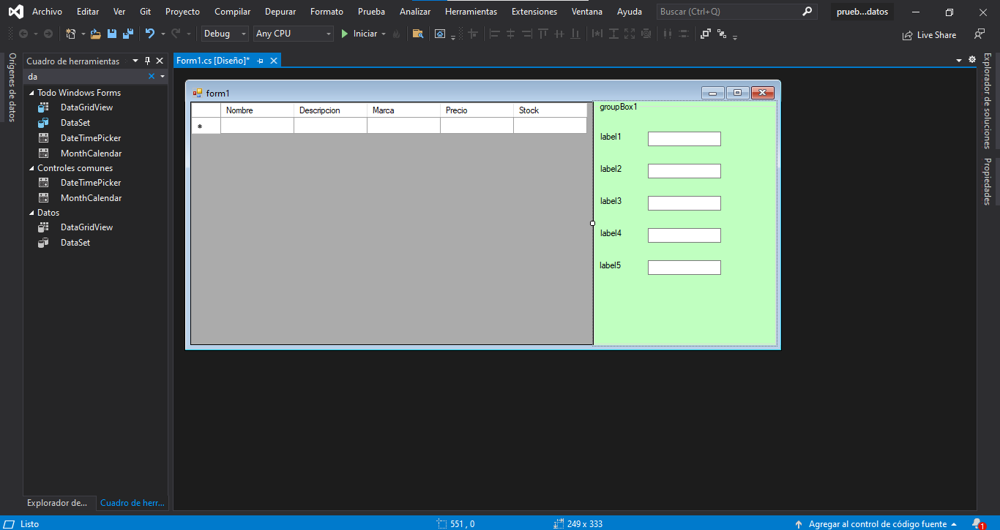 Archivo Editar Ver Git Proyecto Compilar Depurar Formato Prueba Analizar Herramientas Extensiones Ventana Ayuda Buscar (Ctrl+Q) prueb...datos
Debug Any CPU Iniciar Live Share
Orígenes de datos
Cuadro de herramientas
da
Todo Windows Forms
DataGridView
DataSet
DateTimePicker
MonthCalendar
Controles comunes
DateTimePicker
MonthCalendar
Datos
DataGridView
DataSet
Explorador de... Cuadro de herr...
Form1.cs [Diseño]*
form1
Nombre Descripcion Marca Precio Stock
groupBox1
label1
label2
label3
label4
label5
Explorador de soluciones
Propiedades
Listo 551 , 0 249 x 333 Agregar al control de código fuente 1